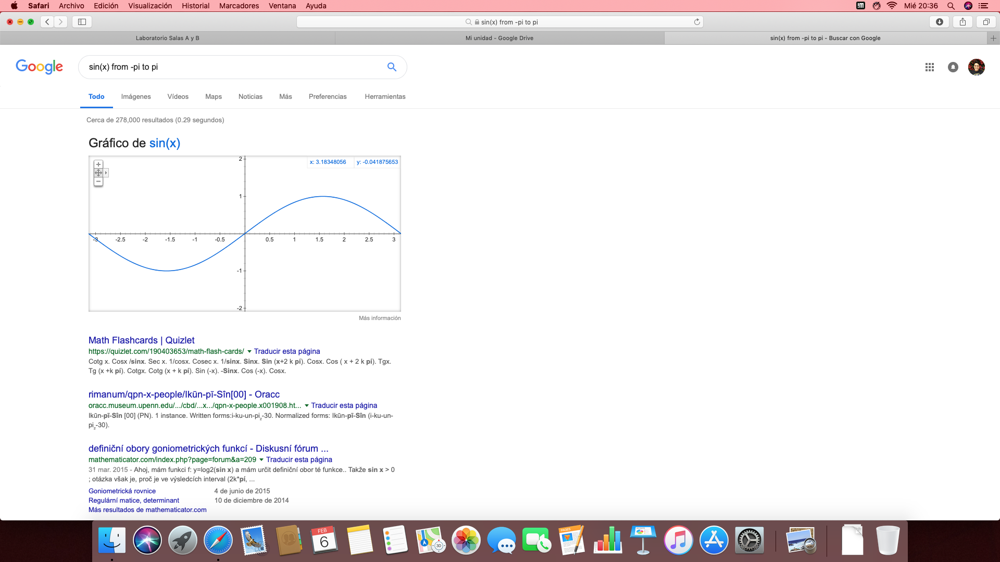 Safari Archivo Edición Visualización Historial Marcadores Ventana Ayuda Mié 20:36
sin(x) from -pi to pi
Laboratorio Salas A y B Mi unidad - Google Drive sin(x) from -pi to pi - Buscar con Google
Google sin(x) from -pi to pi
Todo Imágenes Vídeos Maps Noticias Más Preferencias Herramientas
Cerca de 278,000 resultados (0.29 segundos)
Gráfico de sin(x)
x: 3.18348056 y: -0.041875653
2
1
-3 -2.5 -2 -1.5 -1 -0.5 0.5 1 1.5 2 2.5 3
-1
-2
Más información
Math Flashcards | Quizlet
https://quizlet.com/190403653/math-flash-cards/ Traducir esta página
Cotg x. Cosx /sinx. Sec x. 1/cosx. Cosec x. 1/sinx. Sinx. Sin (x+2 k pí). Cosx. Cos ( x + 2 k pí). Tgx.
Tg (x +k pí). Cotgx. Cotg (x + k pí). Sin (-x). -Sinx. Cos (-x). Cosx.
rimanum/qpn-x-people/Ikūn-pī-Sîn[00] - Oracc
oracc.museum.upenn.edu/.../cbd/...x.../qpn-x-people.x001908.ht... Traducir esta página
Ikūn-pī-Sîn [00] (PN). 1 instance. Written forms:i-ku-un-pi₂-30. Normalized forms: Ikūn-pī-Sîn (i-ku-un-
pi₂-30).
definiční obory goniometrických funkcí - Diskusní fórum ...
mathematicator.com/index.php?page=forum&a=209 Traducir esta página
31 mar. 2015 - Ahoj, mám funkci f: y=log2(sin x) a mám určit definiční obor té funkce.. Takže sin x > 0
; otázka však je, proč je ve výsledcích interval (2k*pí, ...
Goniometrická rovnice 4 de junio de 2015
Regulární matice, determinant 10 de diciembre de 2014
Más resultados de mathematicator.com
FEB
6
3D
PAGES